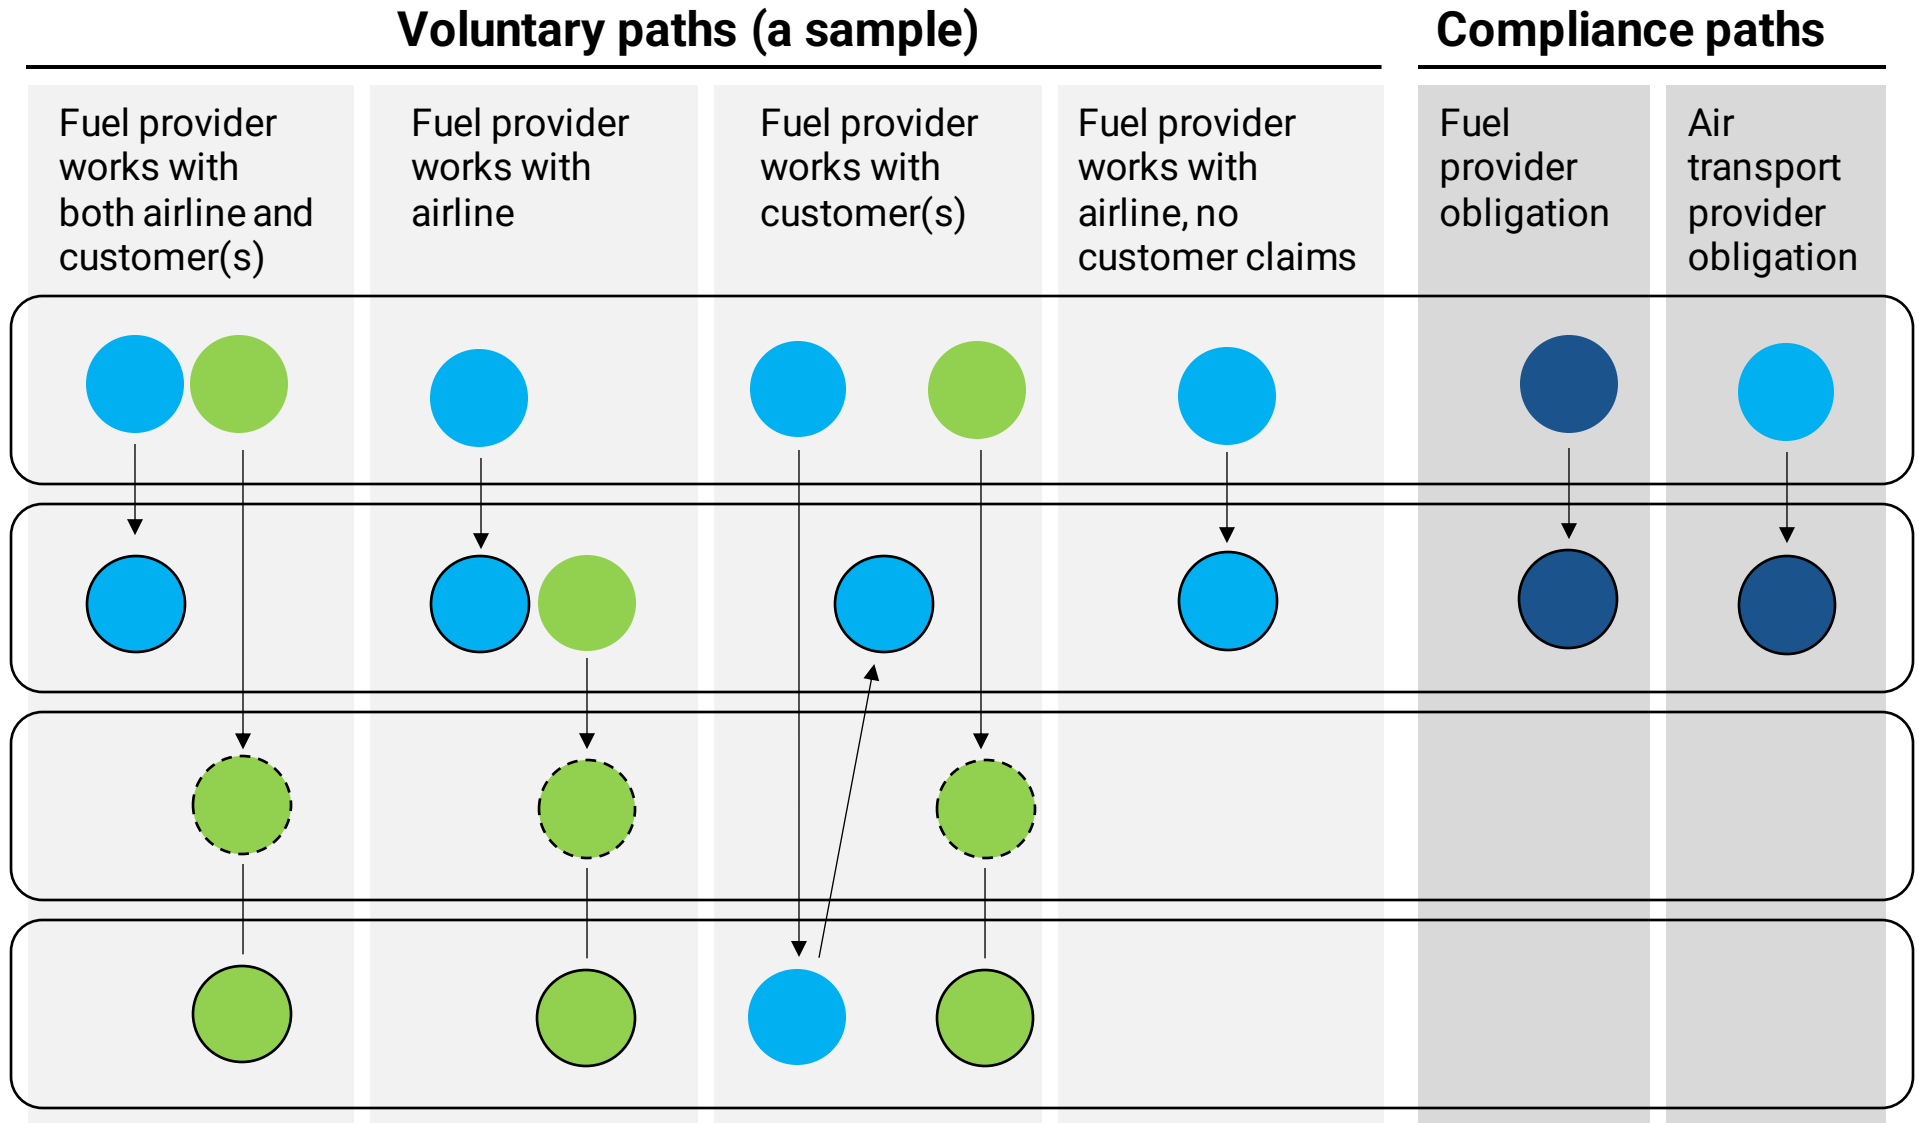 Voluntary paths (a sample)
Compliance paths
Fuel provider
works with
both airline and
customer(s)
Fuel provider
works with
airline
Fuel provider
works with
customer(s)
Fuel provider
works with
airline, no
customer claims
Fuel
provider
obligation
Air
transport
provider
obligation